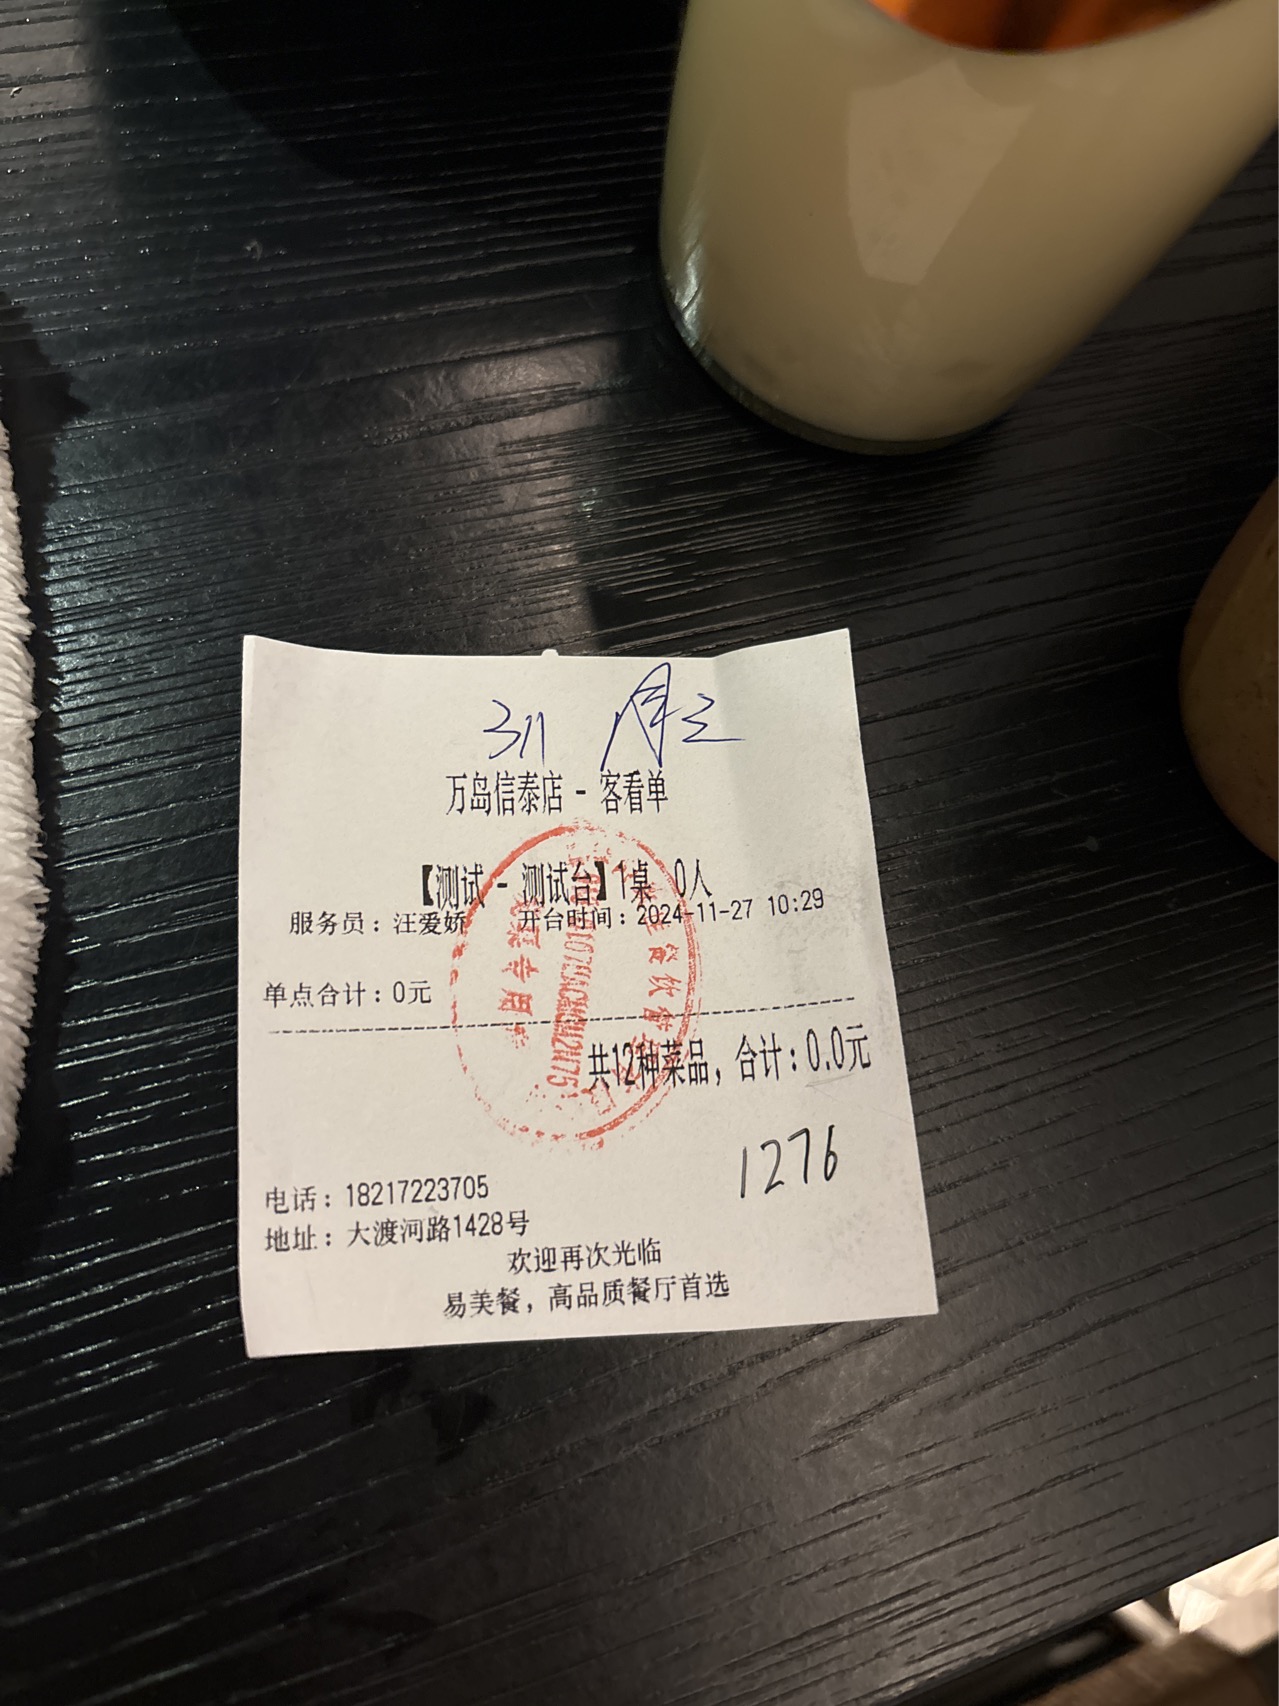 311
万岛信泰店 - 客看单
【测试 - 测试台】1桌 0人
服务员：汪爱娇 开台时间：2024-11-27 10:29
单点合计：0元
共12种菜品，合计：0.0元
1276
电话：18217223705
地址：大渡河路1428号
欢迎再次光临
易美餐，高品质餐厅首选